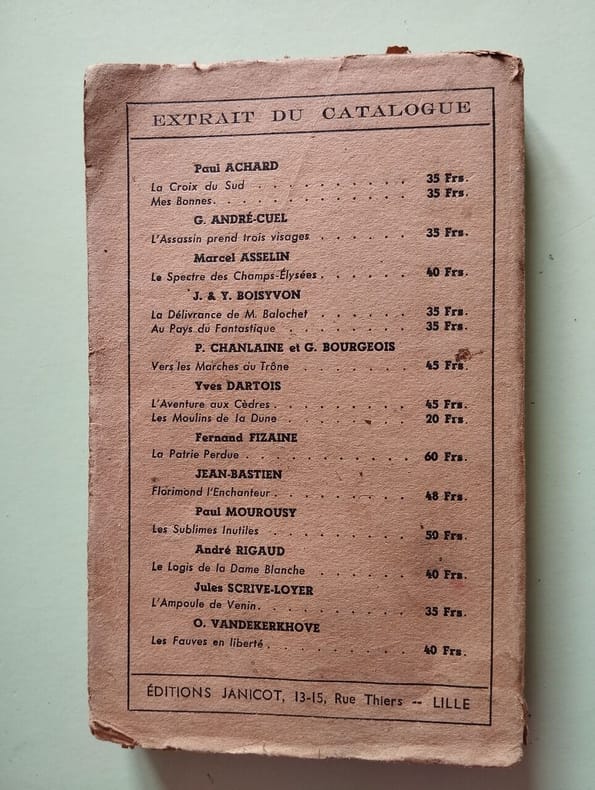 EXTRAIT DU CATALOGUE
Paul ACHARD
La Croix du Sud . . . . . . . . . . 35 Frs.
Mes Bonnes. . . . . . . . . . . . 35 Frs.
G. ANDRÉ-CUEL
L'Assassin prend trois visages . . . . . . 35 Frs.
Marcel ASSELIN
Le Spectre des Champs-Élysées . . . . . . 40 Frs.
J. & Y. BOISYVON
La Délivrance de M. Balochet . . . . . . 35 Frs.
Au Pays du Fantastique . . . . . . . . 35 Frs.
P. CHANLAINE et G. BOURGEOIS
Vers les Marches du Trône . . . . . . . 45 Frs.
Yves DARTOIS
L'Aventure aux Cèdres . . . . . . . . . 45 Frs.
Les Moulins de la Dune . . . . . . . . 20 Frs.
Fernand FIZAINE
La Patrie Perdue . . . . . . . . . . . 60 Frs.
JEAN-BASTIEN
Florimond l'Enchanteur . . . . . . . . . 48 Frs.
Paul MOUROUSY
Les Sublimes Inutiles . . . . . . . . . 50 Frs.
André RIGAUD
Le Logis de la Dame Blanche . . . . . . 40 Frs.
Jules SCRIVE-LOYER
L'Ampoule de Venin. . . . . . . . . . 35 Frs.
O. VANDEKERKHOVE
Les Fauves en liberté . . . . . . . . . 40 Frs.
ÉDITIONS JANICOT, 13-15, Rue Thiers -- LILLE